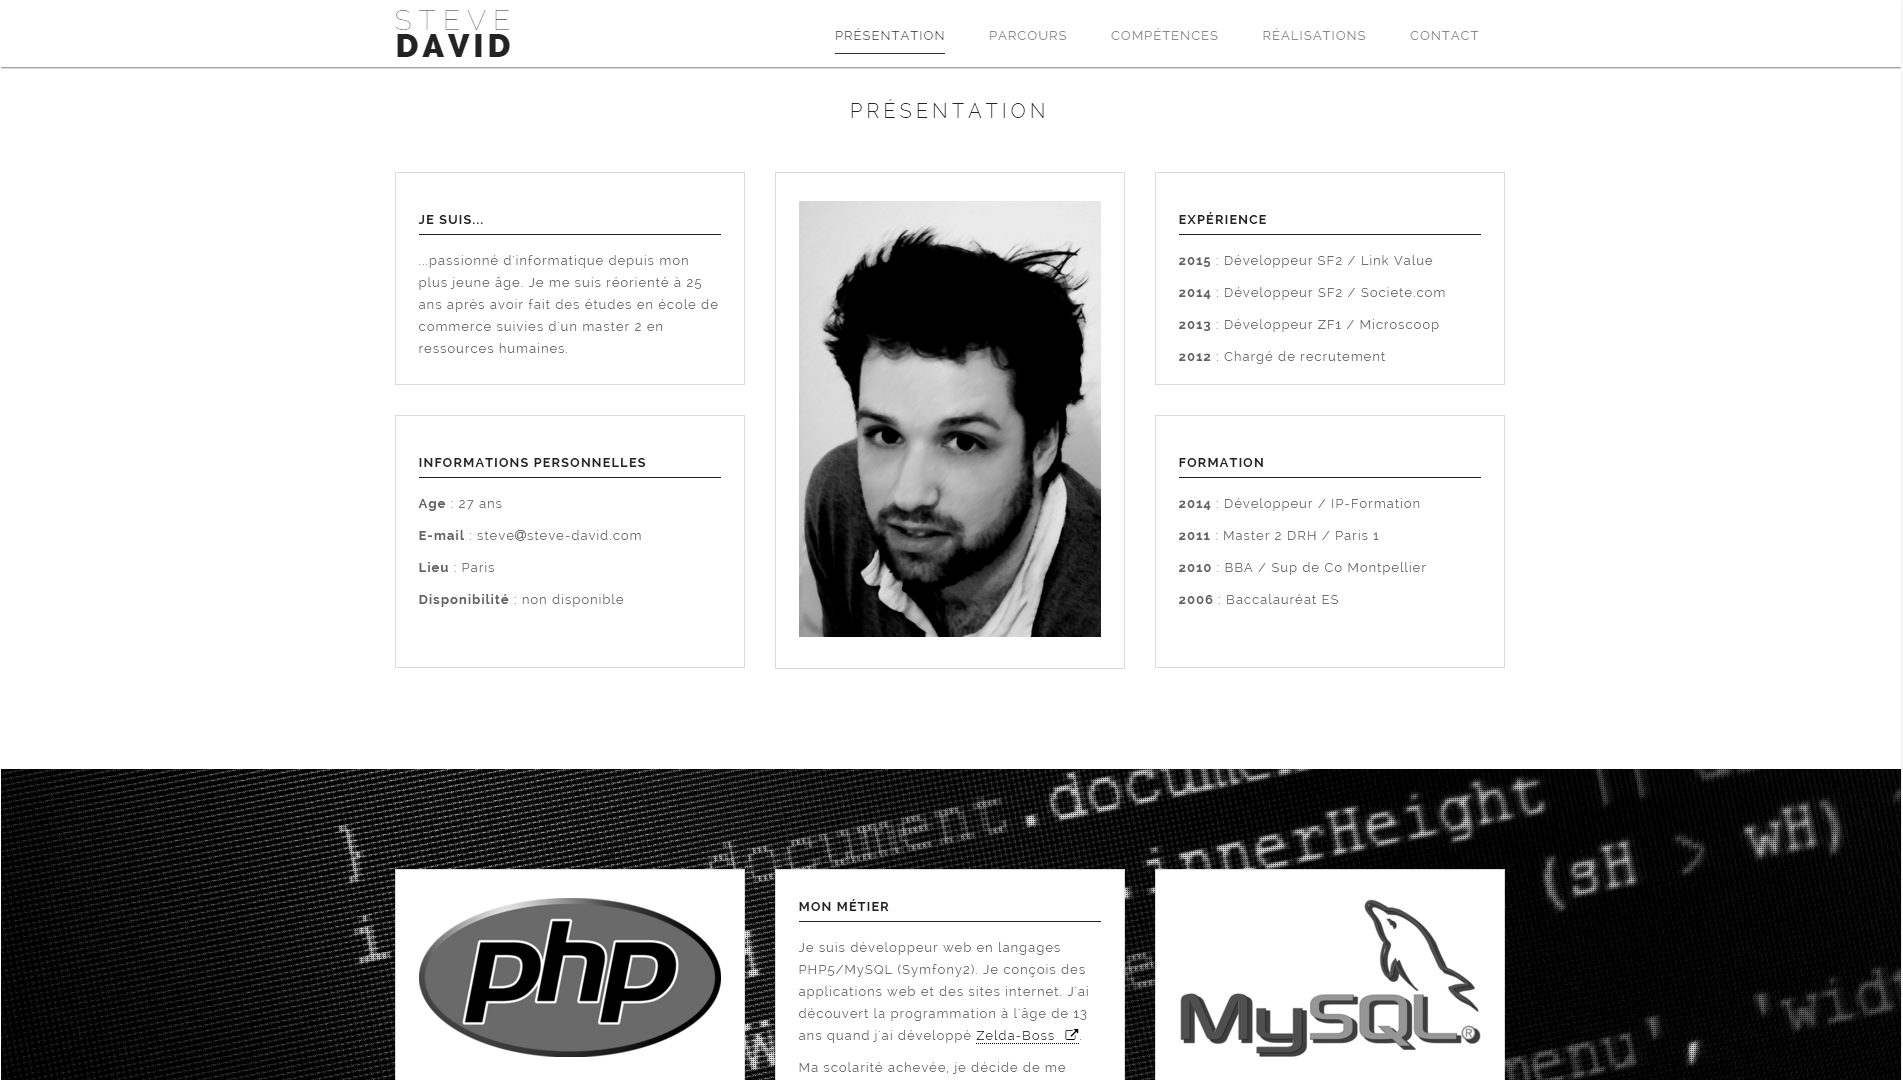 STEVE
DAVID
PRÉSENTATION
PARCOURS
COMPÉTENCES
RÉALISATIONS
CONTACT
PRÉSENTATION
JE SUIS...
...passionné d'informatique depuis mon
plus jeune âge. Je me suis réorienté à 25
ans après avoir fait des études en école de
commerce suivies d'un master 2 en
ressources humaines.
INFORMATIONS PERSONNELLES
Age : 27 ans
E-mail : steve@steve-david.com
Lieu : Paris
Disponibilité : non disponible
EXPÉRIENCE
2015 : Développeur SF2 / Link Value
2014 : Développeur SF2 / Societe.com
2013 : Développeur ZF1 / Microscoop
2012 : Chargé de recrutement
FORMATION
2014 : Développeur / IP-Formation
2011 : Master 2 DRH / Paris 1
2010 : BBA / Sup de Co Montpellier
2006 : Baccalauréat ES
}
document.document
.innerHeight ||
(sH > wH)
php
MON MÉTIER
Je suis développeur web en langages
PHP5/MySQL (Symfony2). Je conçois des
applications web et des sites internet. J'ai
découvert la programmation à l'âge de 13
ans quand j'ai développé Zelda-Boss.
Ma scolarité achevée, je décide de me
MySQL®
menu', 'wid